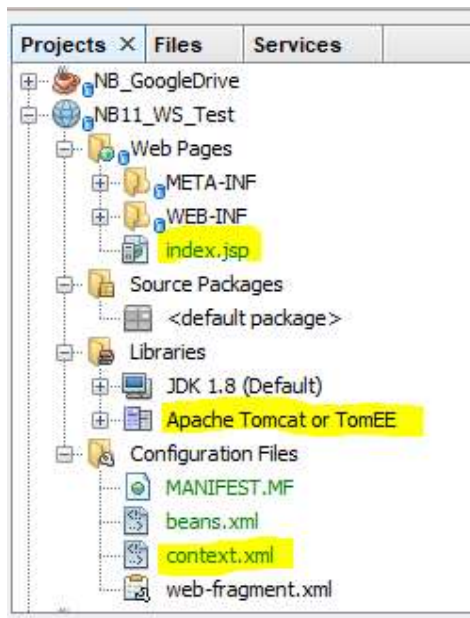 Projects × Files Services
NB_GoogleDrive
NB11_WS_Test
Web Pages
META-INF
WEB-INF
index.jsp
Source Packages
<default package>
Libraries
JDK 1.8 (Default)
Apache Tomcat or TomEE
Configuration Files
MANIFEST.MF
beans.xml
context.xml
web-fragment.xml